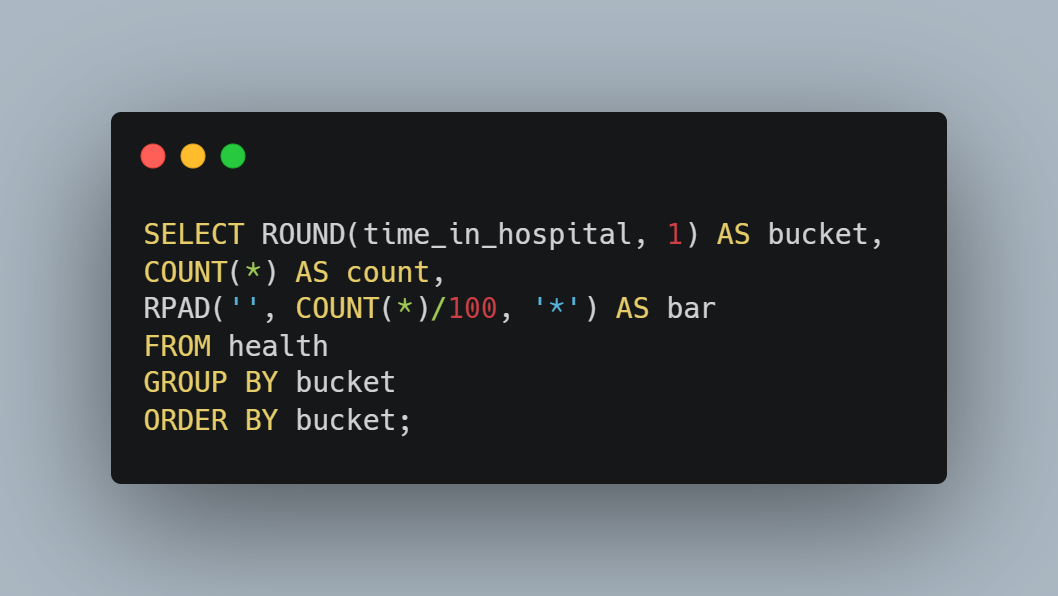 SELECT ROUND(time_in_hospital, 1) AS bucket,
COUNT(*) AS count,
RPAD('', COUNT(*)/100, '*') AS bar
FROM health
GROUP BY bucket
ORDER BY bucket;